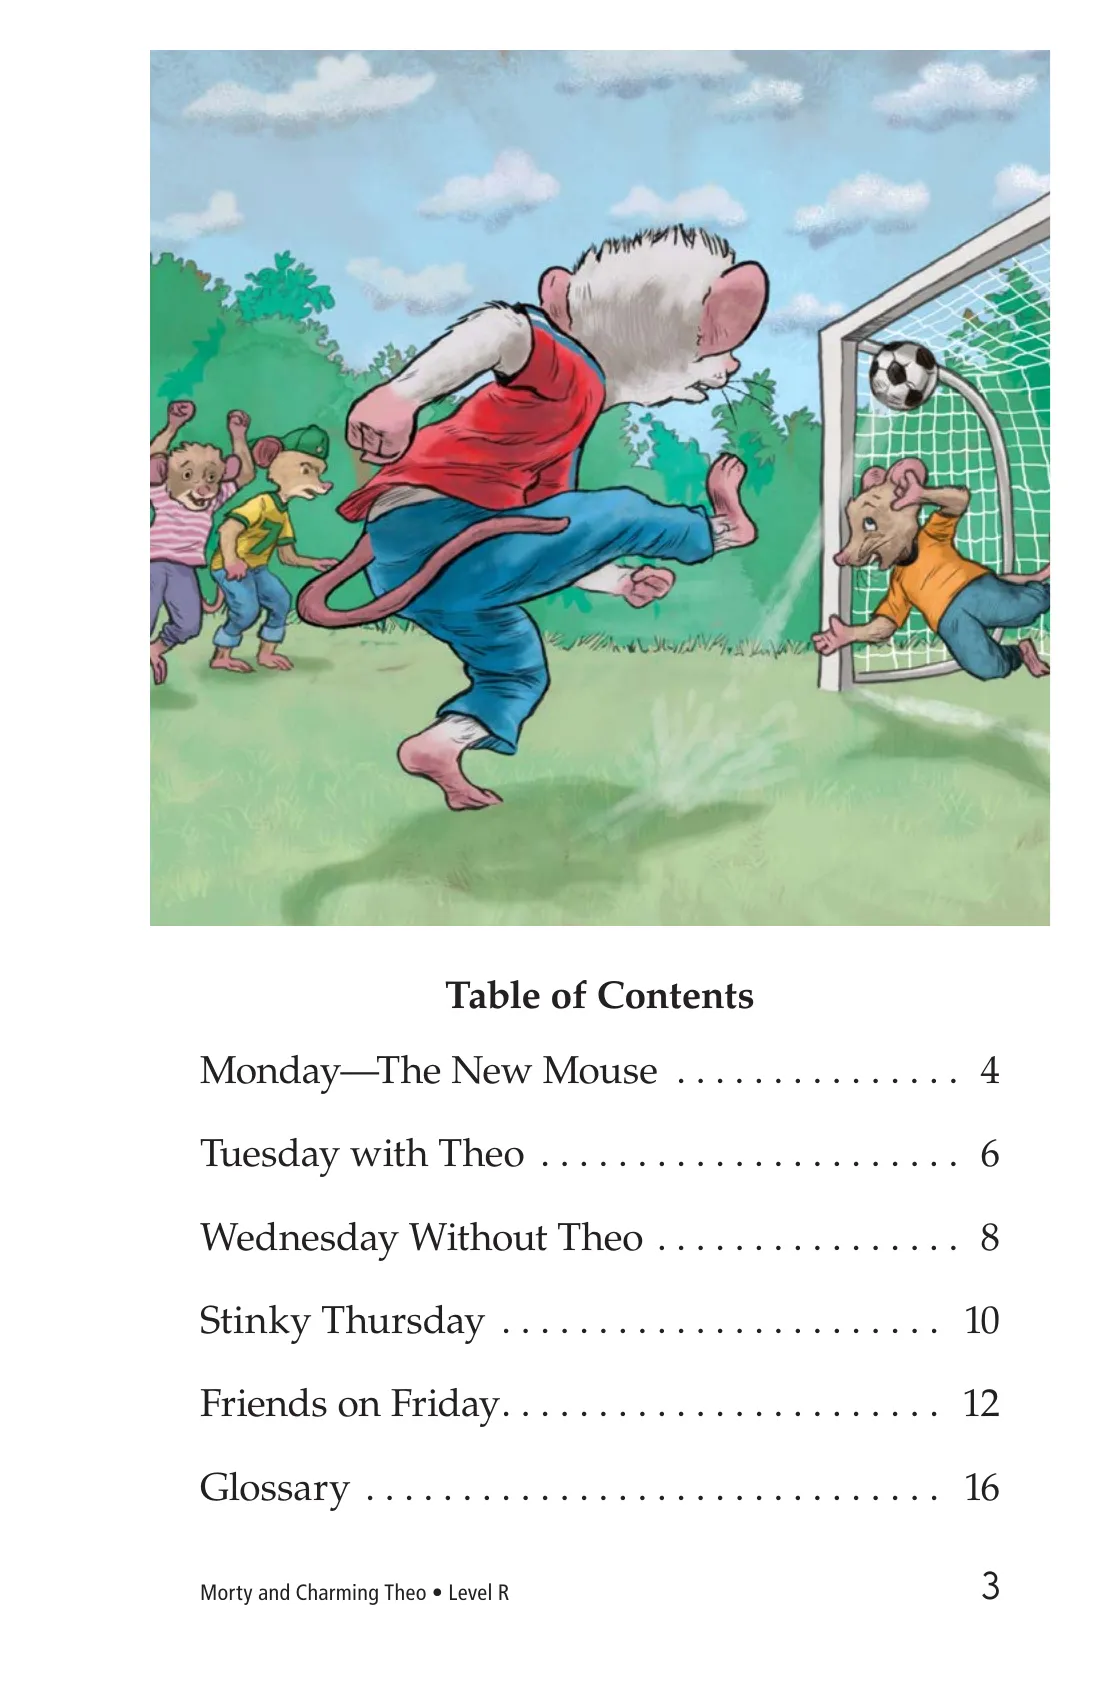 7
Table of Contents
Monday—The New Mouse . . . . . . . . . . . . . . . 4
Tuesday with Theo . . . . . . . . . . . . . . . . . . . . . . 6
Wednesday Without Theo . . . . . . . . . . . . . . . . 8
Stinky Thursday . . . . . . . . . . . . . . . . . . . . . . . 10
Friends on Friday. . . . . . . . . . . . . . . . . . . . . . . 12
Glossary . . . . . . . . . . . . . . . . . . . . . . . . . . . . . . 16
Morty and Charming Theo • Level R 3